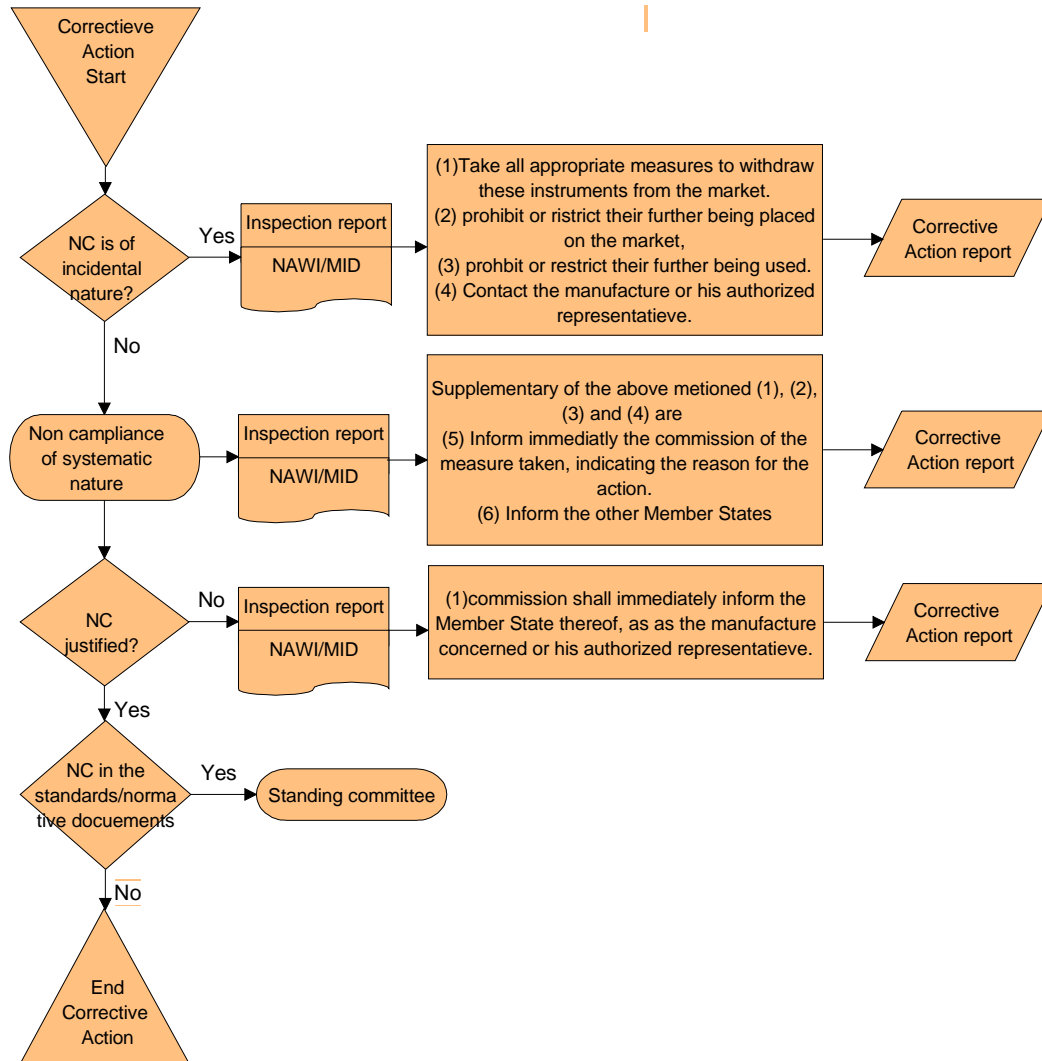 Correctieve
Action
Start
NC is of
incidental
nature?
Yes
Inspection report
NAWI/MID
(1)Take all appropriate measures to withdraw
these instruments from the market.
(2) prohibit or ristrict their further being placed
on the market,
(3) prohbit or restrict their further being used.
(4) Contact the manufacture or his authorized
representatieve.
Corrective
Action report
No
Non campliance
of systematic
nature
Inspection report
NAWI/MID
Supplementary of the above metioned (1), (2),
(3) and (4) are
(5) Inform immediatly the commission of the
measure taken, indicating the reason for the
action.
(6) Inform the other Member States
Corrective
Action report
NC
justified?
No
Inspection report
NAWI/MID
(1)commission shall immediately inform the
Member State thereof, as as the manufacture
concerned or his authorized representatieve.
Corrective
Action report
Yes
NC in the
standards/norma
tive docuements
Yes
Standing committee
No
End
Corrective
Action